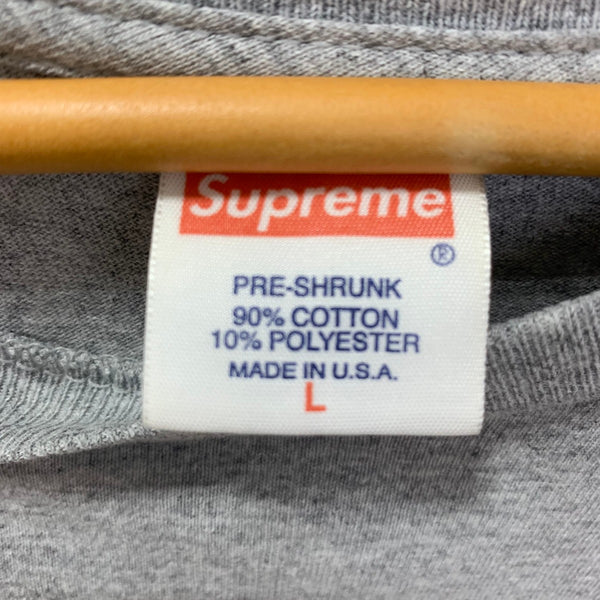 Supreme
®
PRE-SHRUNK
90% COTTON
10% POLYESTER
MADE IN U.S.A.
L